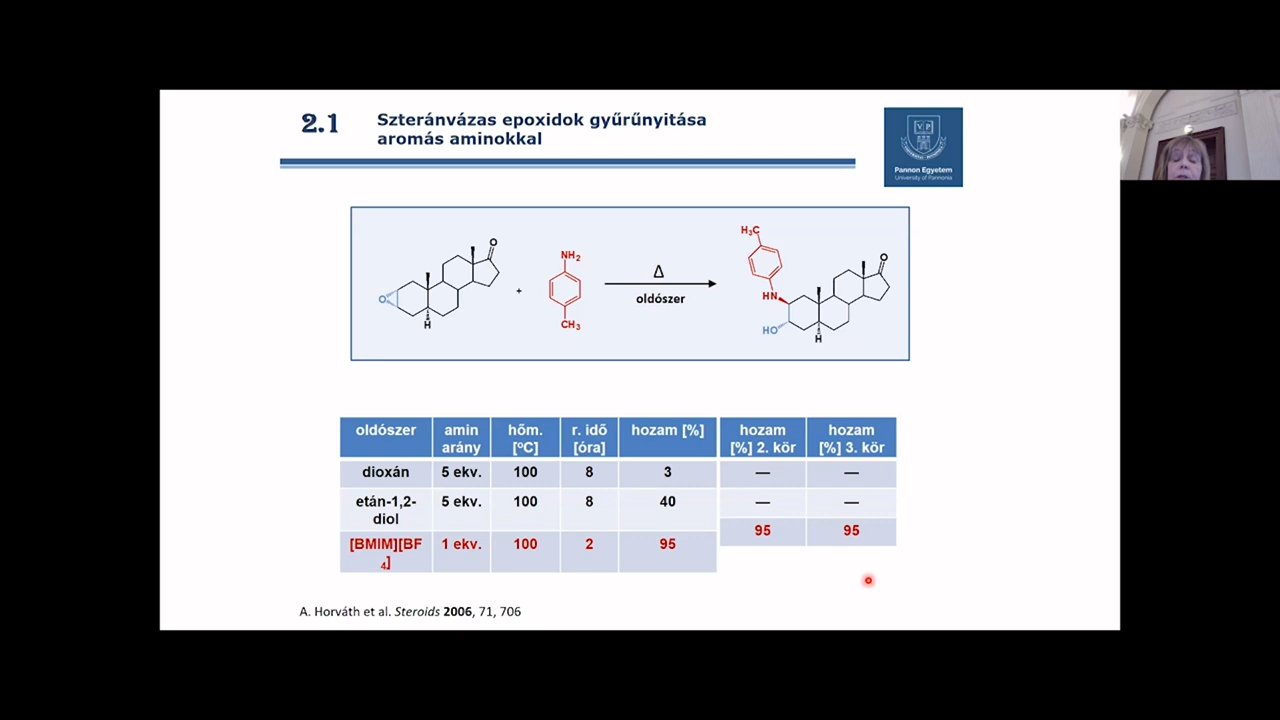 2.1
Szteránvázas epoxidok gyűrűnyitása
aromás aminokkal
VP
Pannon Egyetem
University of Pannonia
O
O
H
+
NH2
CH3
Δ
oldószer
H3C
HN
HO
O
H
oldószer
amin arány
hőm. [ºC]
r. idő [óra]
hozam [%]
hozam [%] 2. kör
hozam [%] 3. kör
dioxán 5 ekv. 100 8 3 — —
etán-1,2-diol 5 ekv. 100 8 40 — —
[BMIM][BF4] 1 ekv. 100 2 95 95 95
A. Horváth et al. Steroids 2006, 71, 706